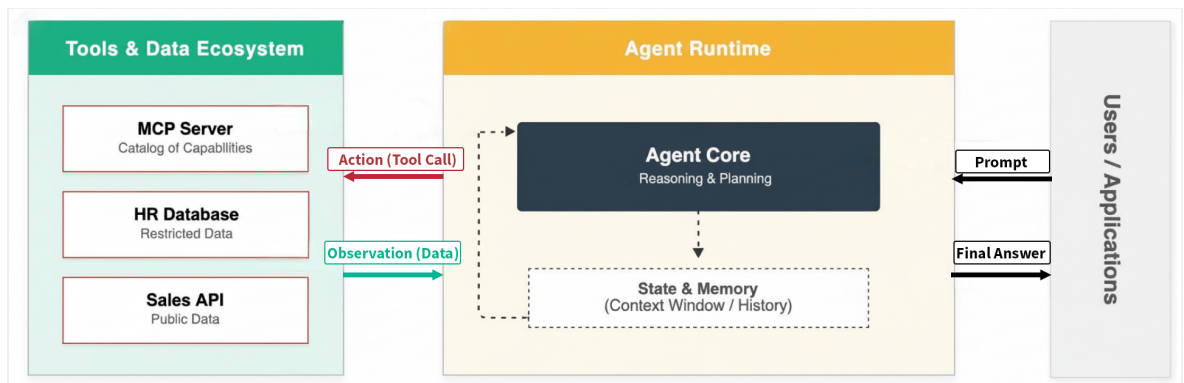 Tools & Data Ecosystem
MCP Server
Catalog of Capabilities
HR Database
Restricted Data
Sales API
Public Data
Action (Tool Call)
Observation (Data)
Agent Runtime
Agent Core
Reasoning & Planning
State & Memory
(Context Window / History)
Prompt
Final Answer
Users / Applications